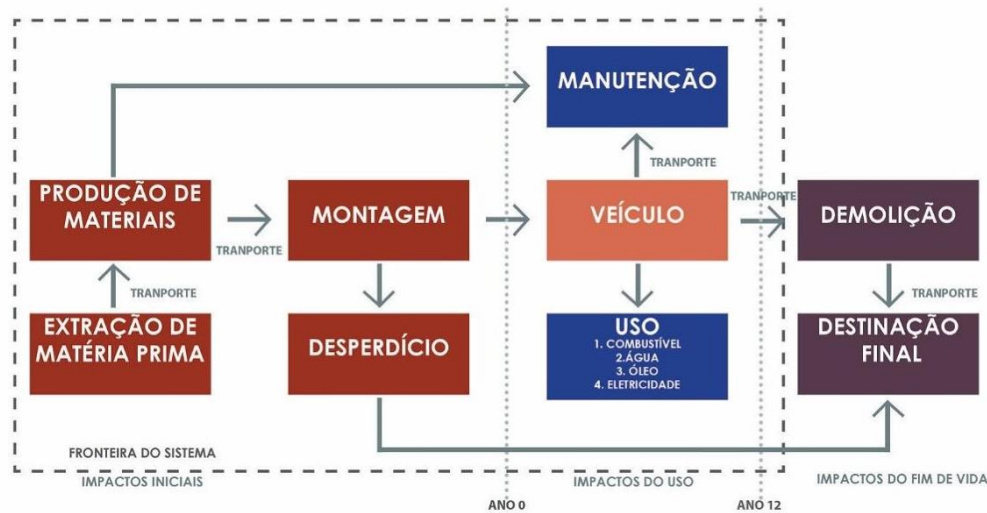 MANUTENÇÃO
TRANPORTE
PRODUÇÃO DE
MATERIAIS
TRANPORTE
MONTAGEM
VEÍCULO
TRANPORTE
DEMOLIÇÃO
TRANPORTE
TRANPORTE
EXTRAÇÃO DE
MATÉRIA PRIMA
DESPERDÍCIO
USO
1. COMBUSTÍVEL
2.ÁGUA
3. ÓLEO
4. ELETRICIDADE
DESTINAÇÃO
FINAL
FRONTEIRA DO SISTEMA
IMPACTOS INICIAIS
IMPACTOS DO USO
IMPACTOS DO FIM DE VIDA
ANO 0
ANO 12